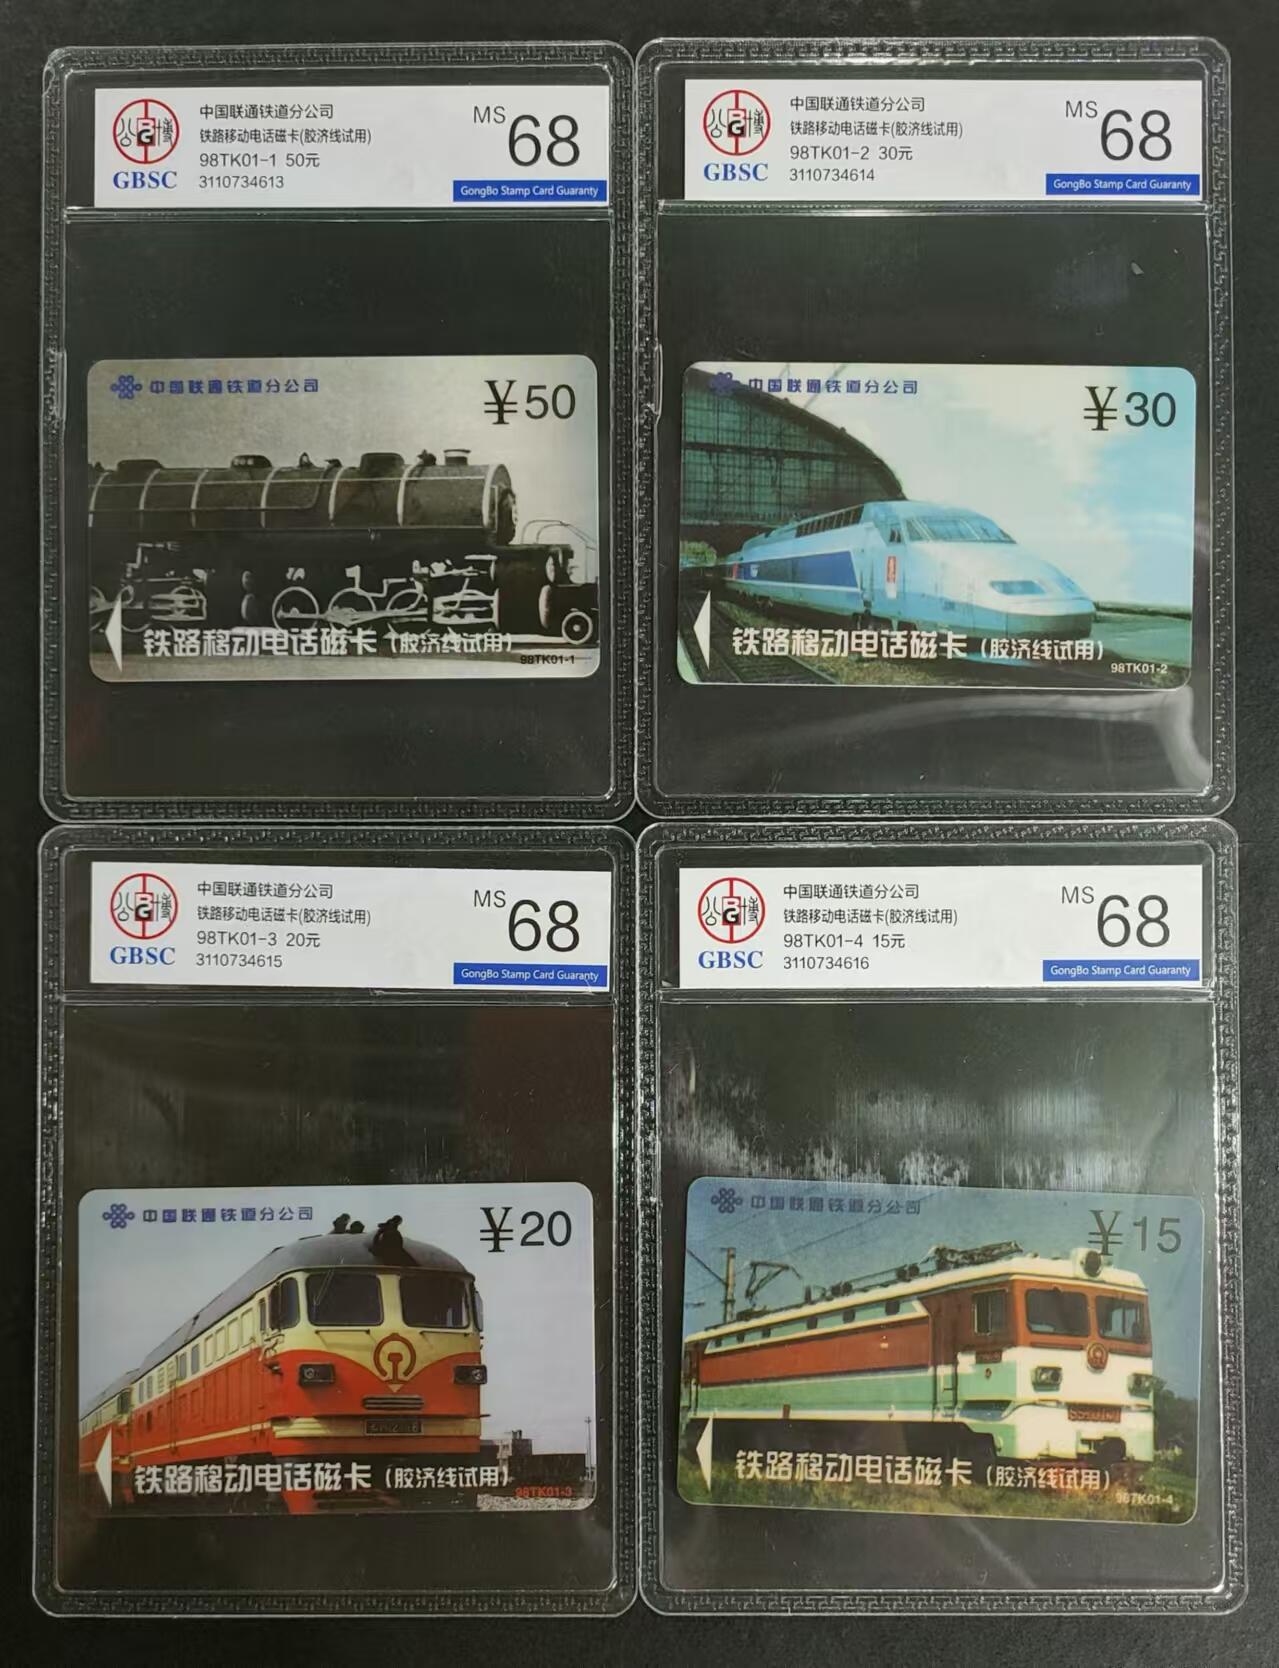 中国联通铁道分公司
铁路移动电话磁卡(胶济线试用)
98TK01-1 50元
3110734613
GBSC
MS 68
GongBo Stamp Card Guaranty
中国联通铁道分公司
¥50
铁路移动电话磁卡(胶济线试用)
98TK01-1
中国联通铁道分公司
铁路移动电话磁卡(胶济线试用)
98TK01-2 30元
3110734614
GBSC
MS 68
GongBo Stamp Card Guaranty
中国联通铁道分公司
¥30
铁路移动电话磁卡(胶济线试用)
98TK01-2
中国联通铁道分公司
铁路移动电话磁卡(胶济线试用)
98TK01-3 20元
3110734615
GBSC
MS 68
GongBo Stamp Card Guaranty
中国联通铁道分公司
¥20
铁路移动电话磁卡(胶济线试用)
98TK01-3
中国联通铁道分公司
铁路移动电话磁卡(胶济线试用)
98TK01-4 15元
3110734616
GBSC
MS 68
GongBo Stamp Card Guaranty
中国联通铁道分公司
¥15
铁路移动电话磁卡(胶济线试用)
98TK01-4